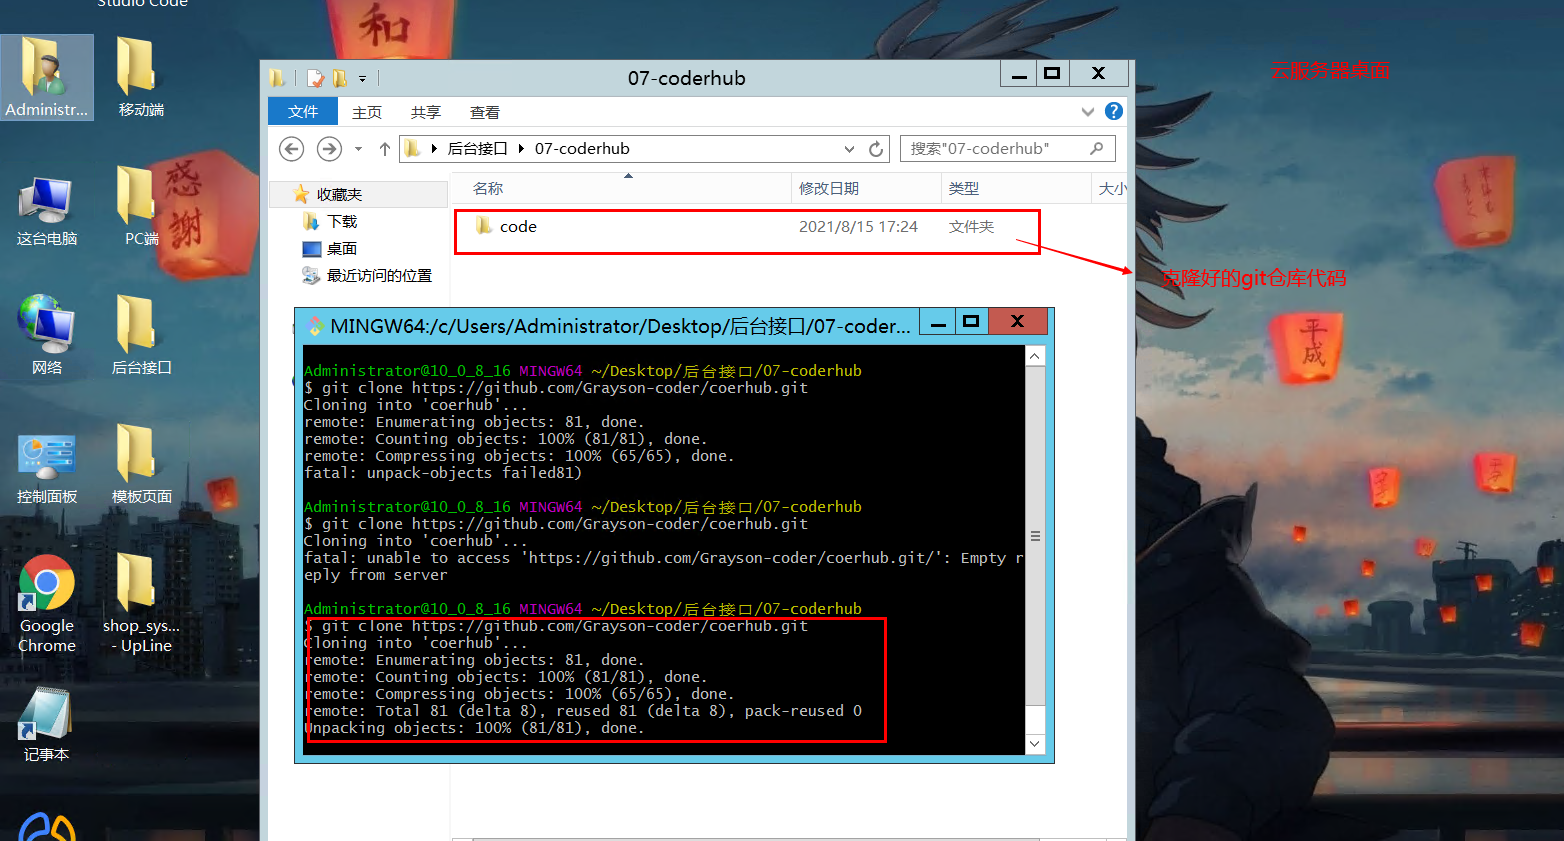 Studio Code
Administr...
移动端
这台电脑
PC端
网络
后台接口
控制面板
模板页面
Google
Chrome
shop_sys...
- UpLine
记事本
和
感
謝
平
成
云服务器桌面
07-coderhub
文件
主页
共享
查看
后台接口
07-coderhub
搜索"07-coderhub"
名称
修改日期
类型
大小
收藏夹
下载
桌面
最近访问的位置
code
2021/8/15 17:24
文件夹
克隆好的git仓库代码
MINGW64:/c/Users/Administrator/Desktop/后台接口/07-coder...
Administrator@10_0_8_16 MINGW64 ~/Desktop/后台接口/07-coderhub
$ git clone https://github.com/Grayson-coder/coerhub.git
Cloning into 'coerhub'...
remote: Enumerating objects: 81, done.
remote: Counting objects: 100% (81/81), done.
remote: Compressing objects: 100% (65/65), done.
fatal: unpack-objects failed81)
Administrator@10_0_8_16 MINGW64 ~/Desktop/后台接口/07-coderhub
$ git clone https://github.com/Grayson-coder/coerhub.git
Cloning into 'coerhub'...
fatal: unable to access 'https://github.com/Grayson-coder/coerhub.git/': Empty r
eply from server
Administrator@10_0_8_16 MINGW64 ~/Desktop/后台接口/07-coderhub
$ git clone https://github.com/Grayson-coder/coerhub.git
Cloning into 'coerhub'...
remote: Enumerating objects: 81, done.
remote: Counting objects: 100% (81/81), done.
remote: Compressing objects: 100% (65/65), done.
remote: Total 81 (delta 8), reused 81 (delta 8), pack-reused 0
Unpacking objects: 100% (81/81), done.